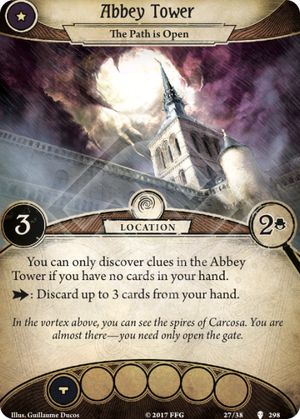 Abbey Tower
The Path is Open
3
LOCATION
2
You can only discover clues in the Abbey
Tower if you have no cards in your hand.
: Discard up to 3 cards from your hand.
In the vortex above, you can see the spires of Carcosa. You are
almost there—you need only open the gate.
Illus. Guillaume Ducos
© 2017 FFG
27/38
298